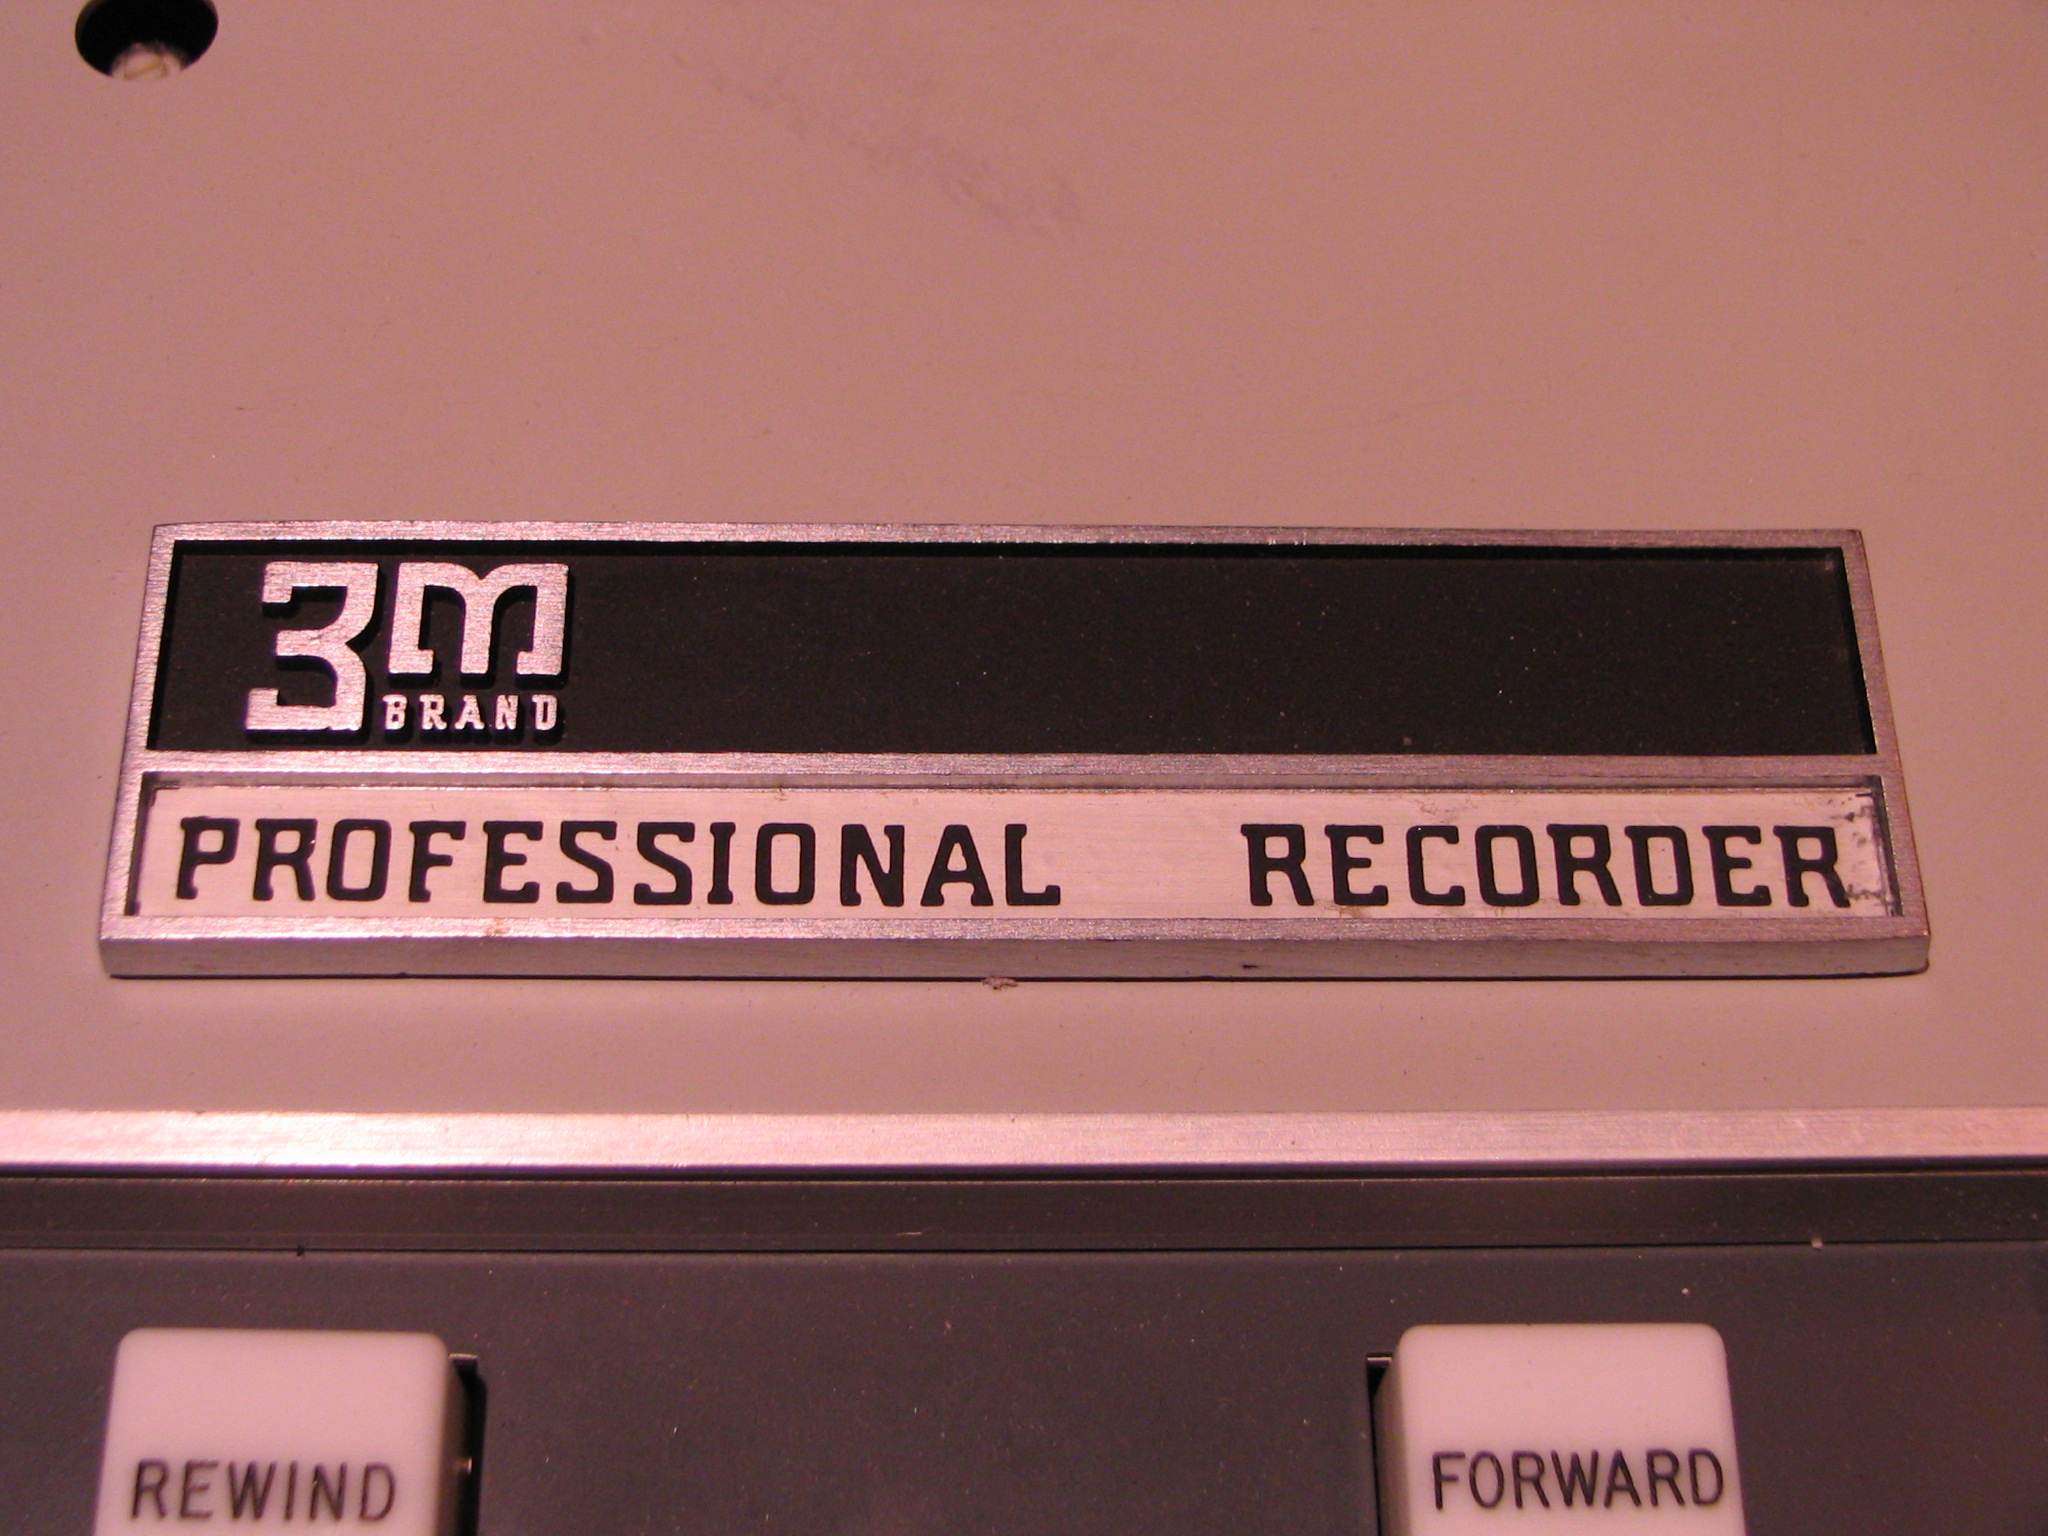 3M
BRAND
PROFESSIONAL RECORDER
REWIND FORWARD